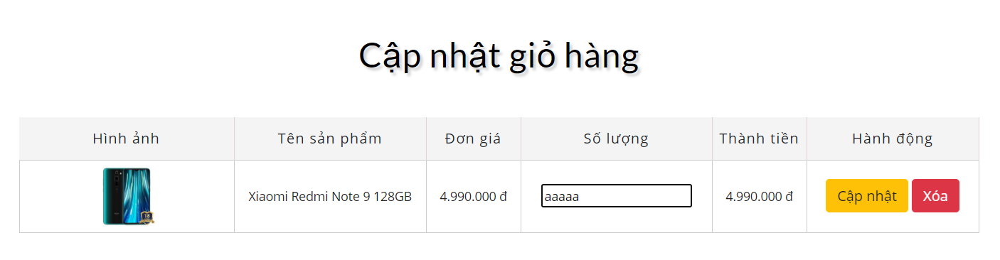 Cập nhật giỏ hàng
Hình ảnh Tên sản phẩm Đơn giá Số lượng Thành tiền Hành động
18
Xiaomi Redmi Note 9 128GB 4.990.000 đ aaaaa 4.990.000 đ Cập nhật Xóa